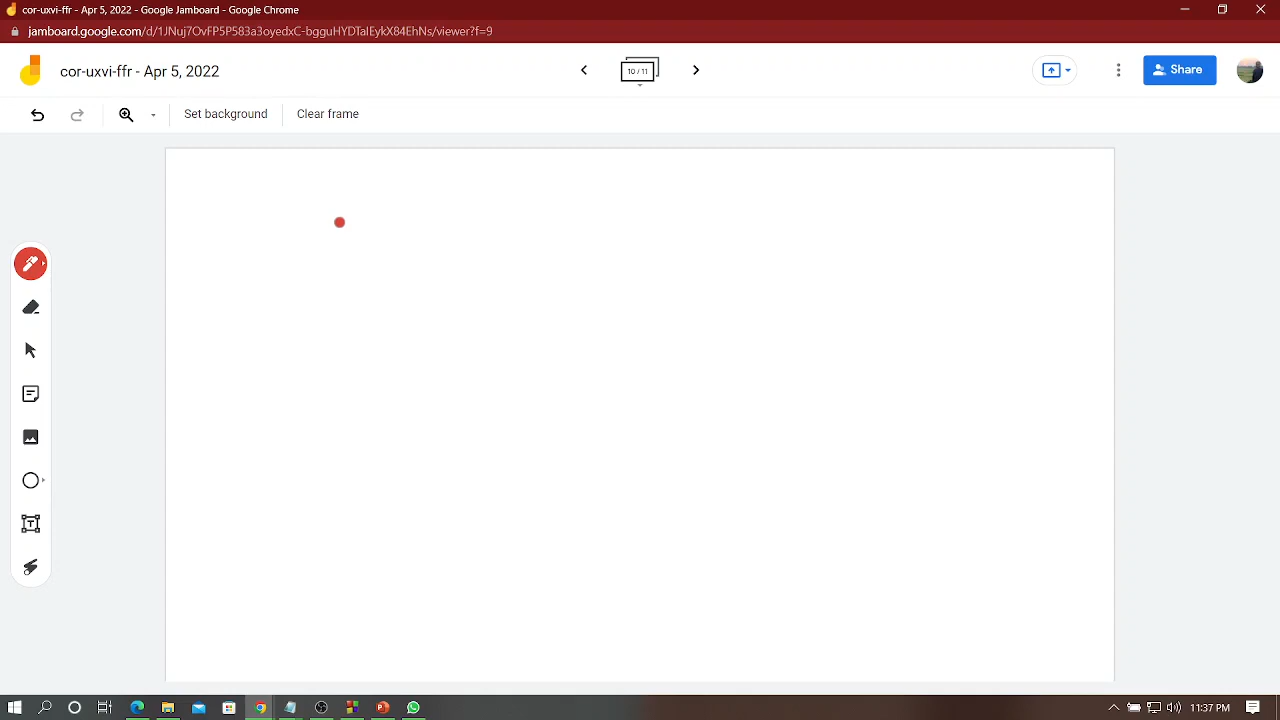 cor-uxvi-ffr - Apr 5, 2022 - Google Jamboard - Google Chrome
jamboard.google.com/d/1JNuj7OvFP5P583a3oyedxC-bgguHYDTaIEykX84EhNs/viewer?f=9
cor-uxvi-ffr - Apr 5, 2022
10 / 11
Share
Set background
Clear frame
11:37 PM